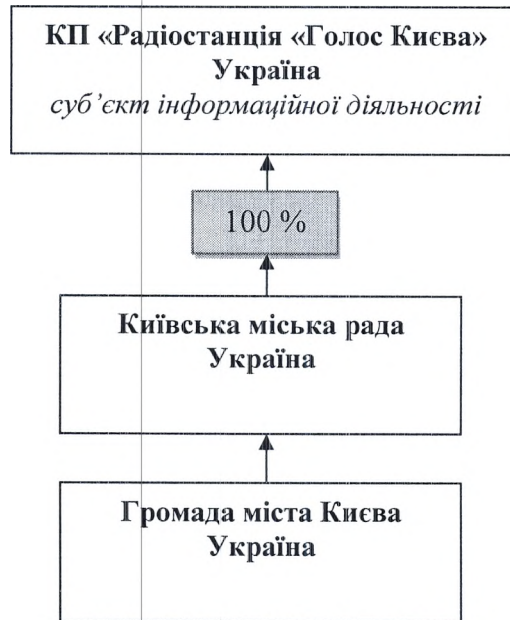 КП «Радіостанція «Голос Києва»
Україна
суб’єкт інформаційної діяльності
100 %
Київська міська рада
Україна
Громада міста Києва
Україна